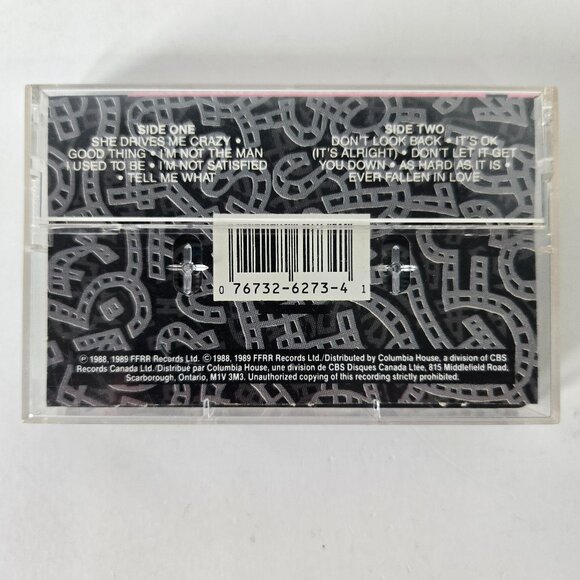 SIDE ONE
SHE DRIVES ME CRAZY •
GOOD THING • I'M NOT THE MAN
I USED TO BE • I'M NOT SATISFIED
• TELL ME WHAT
SIDE TWO
DON'T LOOK BACK • IT'S OK
(IT'S ALRIGHT) • DON'T LET IT GET
YOU DOWN • AS HARD AS IT IS •
EVER FALLEN IN LOVE
0 76732-6273-4 1
℗ 1988, 1989 FFRR Records Ltd. © 1988, 1989 FFRR Records Ltd./Distributed by Columbia House, a division of CBS
Records Canada Ltd./Distribué par Columbia House, une division de CBS Disques Canada Ltée, 815 Middlefield Road,
Scarborough, Ontario, M1V 3M3. Unauthorized copying of this recording strictly prohibited.